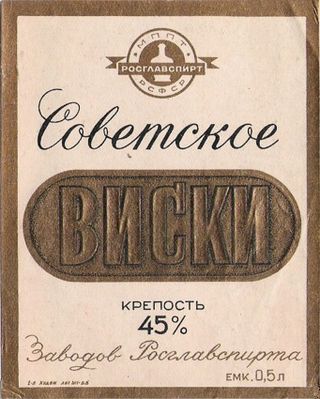 МППТ
РОСГЛАВСПИРТ
РСФСР
Советское
ВИСКИ
КРЕПОСТЬ
45%
Заводов Росглавспирта
ЕМК. 0,5 л